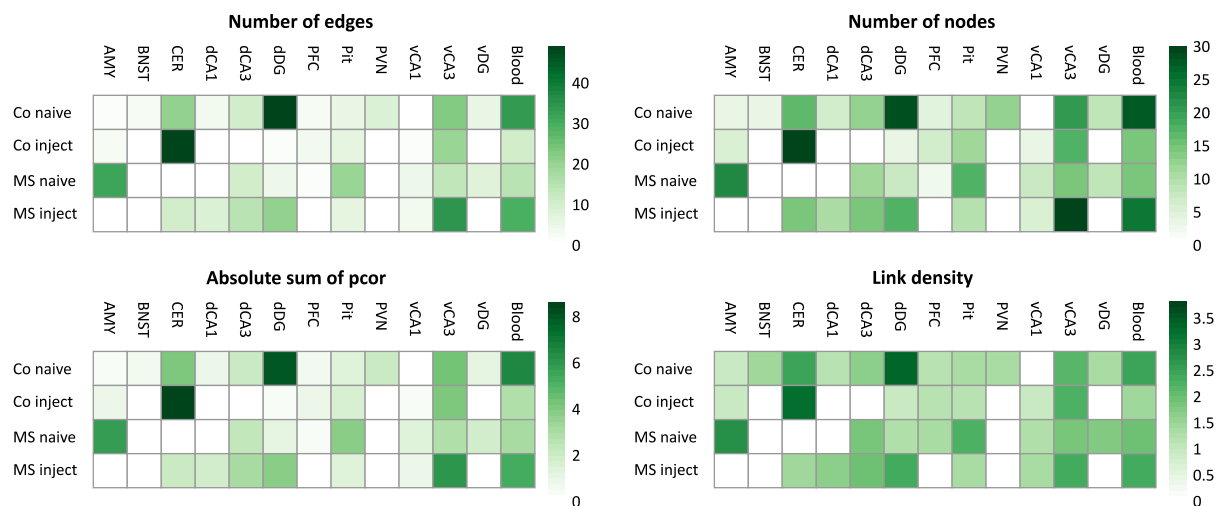 Number of edges
AMY BNST CER dCA1 dCA3 dDG PFC Pit PVN vCA1 vCA3 vDG Blood
Co naive
Co inject
MS naive
MS inject
40
30
20
10
0
Number of nodes
AMY BNST CER dCA1 dCA3 dDG PFC Pit PVN vCA1 vCA3 vDG Blood
Co naive
Co inject
MS naive
MS inject
30
25
20
15
10
5
0
Absolute sum of pcor
AMY BNST CER dCA1 dCA3 dDG PFC Pit PVN vCA1 vCA3 vDG Blood
Co naive
Co inject
MS naive
MS inject
8
6
4
2
0
Link density
AMY BNST CER dCA1 dCA3 dDG PFC Pit PVN vCA1 vCA3 vDG Blood
Co naive
Co inject
MS naive
MS inject
3.5
3
2.5
2
1.5
1
0.5
0